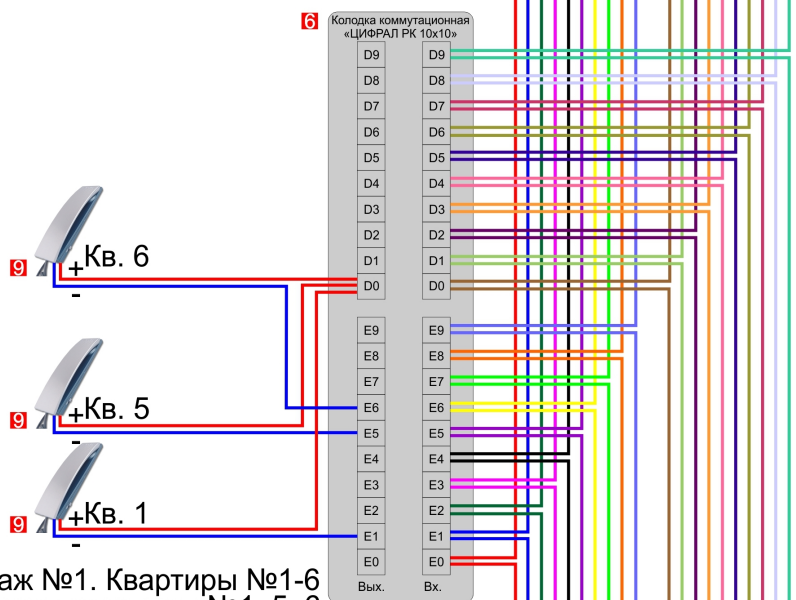 6
Колодка коммутационная
«ЦИФРАЛ РК 10х10»
D9 D9
D8 D8
D7 D7
D6 D6
D5 D5
D4 D4
D3 D3
D2 D2
D1 D1
D0 D0
E9 E9
E8 E8
E7 E7
E6 E6
E5 E5
E4 E4
E3 E3
E2 E2
E1 E1
E0 E0
Вых. Вх.
9
Кв. 6
+
-
9
Кв. 5
+
-
9
Кв. 1
+
-
аж №1. Квартиры №1-6